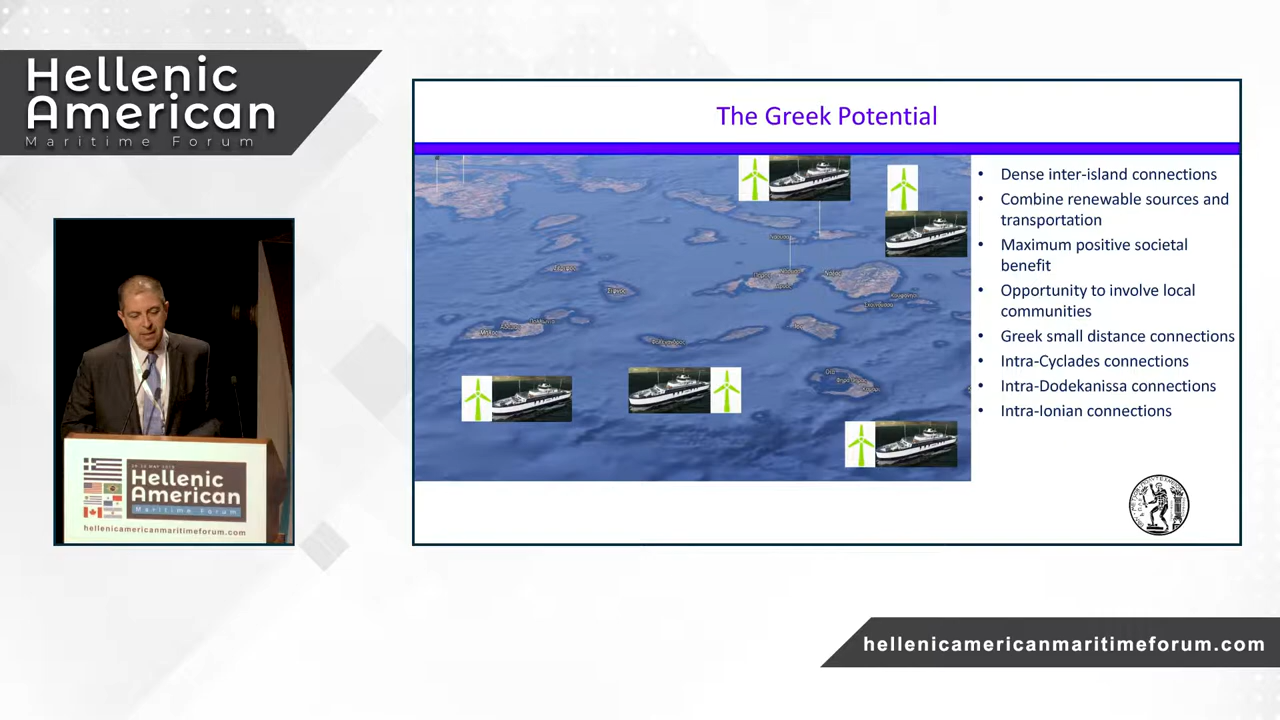 Hellenic
American
Maritime Forum
The Greek Potential
• Dense inter-island connections
• Combine renewable sources and
transportation
• Maximum positive societal
benefit
• Opportunity to involve local
communities
• Greek small distance connections
• Intra-Cyclades connections
• Intra-Dodekanissa connections
• Intra-Ionian connections
Hellenic
American
Maritime Forum
hellenicamericanmaritimeforum.com
hellenicamericanmaritimeforum.com